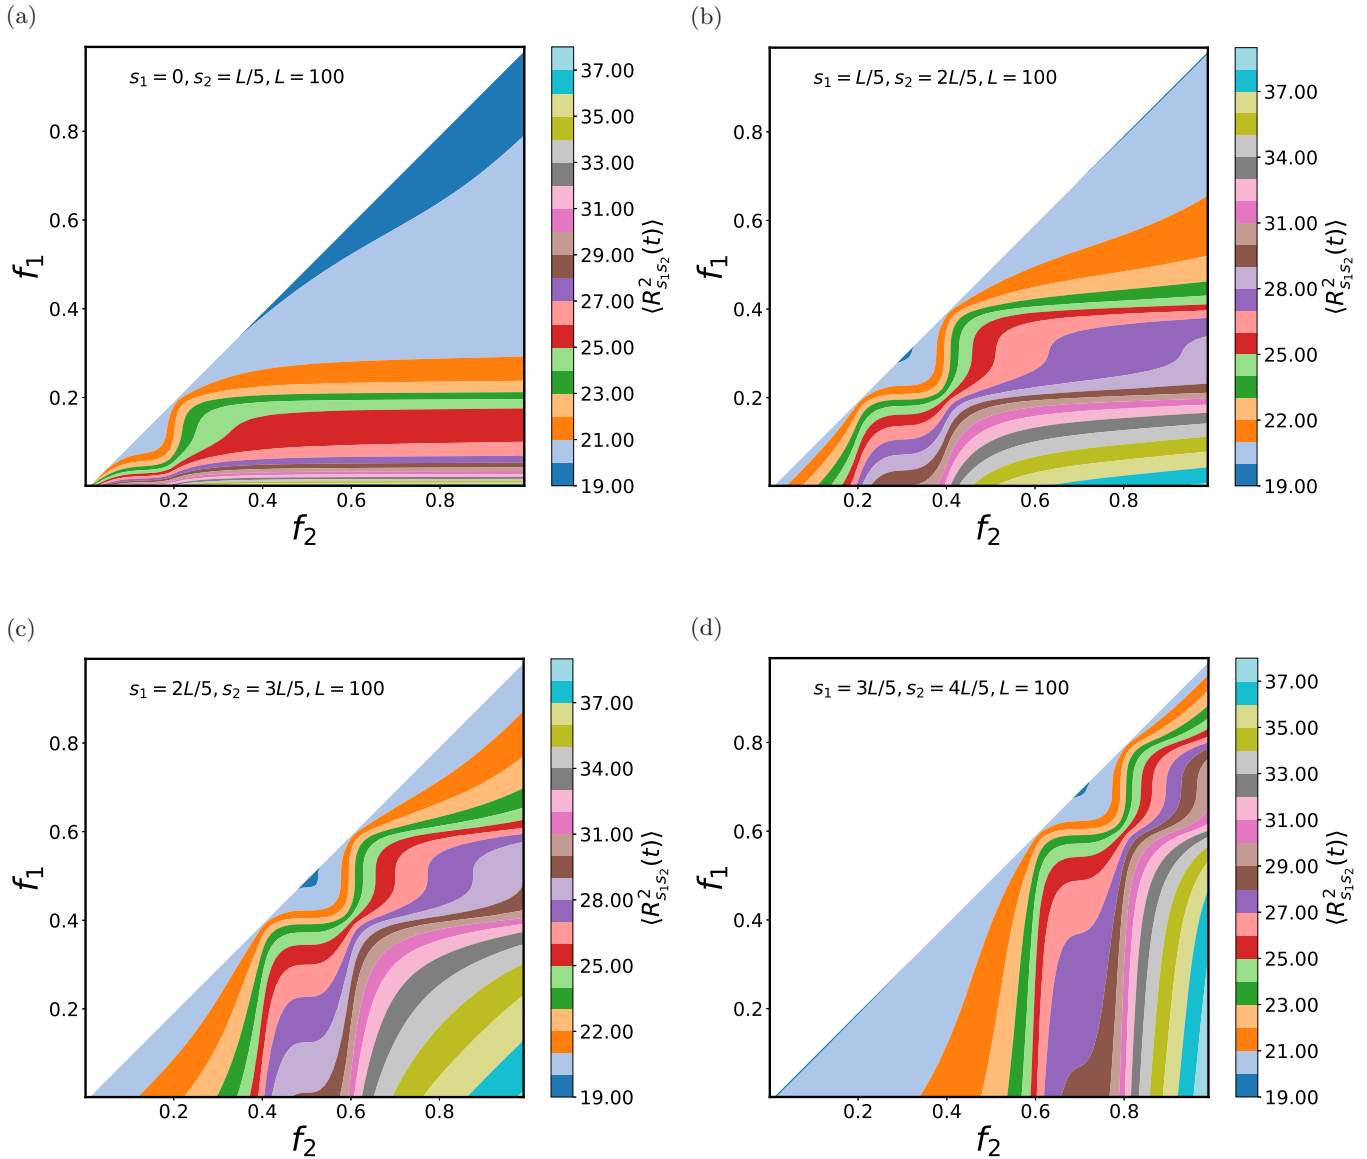 (a)
s₁ = 0, s₂ = L/5, L = 100
0.8
0.6
0.4
0.2
f₁
0.2 0.4 0.6 0.8
f₂
37.00
35.00
33.00
31.00
29.00
27.00
25.00
23.00
21.00
19.00
⟨R²ₛ₁ₛ₂(t)⟩
(b)
s₁ = L/5, s₂ = 2L/5, L = 100
0.8
0.6
0.4
0.2
f₁
0.2 0.4 0.6 0.8
f₂
37.00
34.00
31.00
28.00
25.00
22.00
19.00
⟨R²ₛ₁ₛ₂(t)⟩
(c)
s₁ = 2L/5, s₂ = 3L/5, L = 100
0.8
0.6
0.4
0.2
f₁
0.2 0.4 0.6 0.8
f₂
37.00
34.00
31.00
28.00
25.00
22.00
19.00
⟨R²ₛ₁ₛ₂(t)⟩
(d)
s₁ = 3L/5, s₂ = 4L/5, L = 100
0.8
0.6
0.4
0.2
f₁
0.2 0.4 0.6 0.8
f₂
37.00
35.00
33.00
31.00
29.00
27.00
25.00
23.00
21.00
19.00
⟨R²ₛ₁ₛ₂(t)⟩